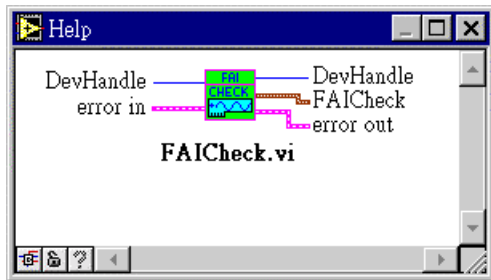 Help
DevHandle
FAI
DevHandle
error in
CHECK
FAICheck
error out
FAICheck.vi
?